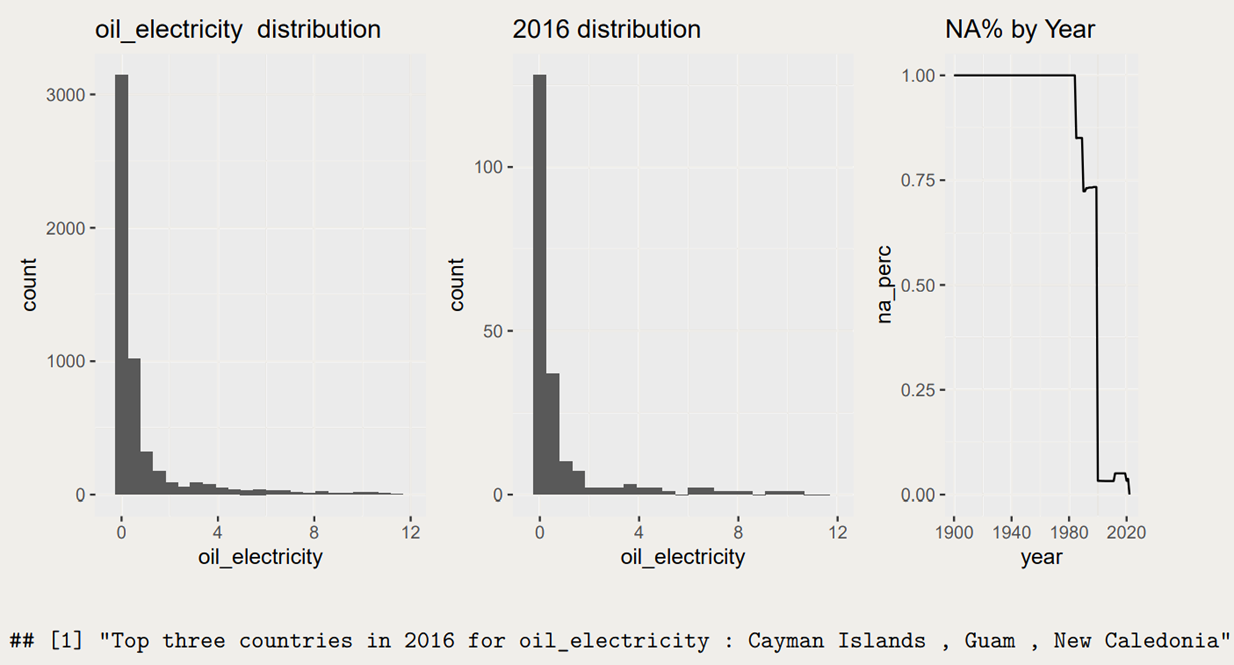 oil_electricity distribution
3000
2000
1000
0
count
0 4 8 12
oil_electricity
2016 distribution
100
50
0
count
0 4 8 12
oil_electricity
NA% by Year
1.00
0.75
0.50
0.25
0.00
na_perc
1900 1940 1980 2020
year
## [1] "Top three countries in 2016 for oil_electricity : Cayman Islands , Guam , New Caledonia"